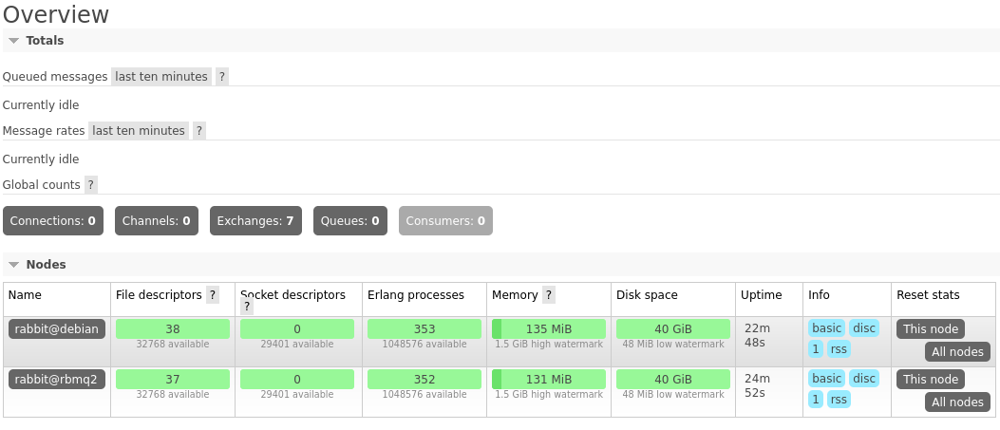 Overview
Totals
Queued messages last ten minutes ?
Currently idle
Message rates last ten minutes ?
Currently idle
Global counts ?
Connections: 0 Channels: 0 Exchanges: 7 Queues: 0 Consumers: 0
Nodes
Name File descriptors ? Socket descriptors ? Erlang processes Memory ? Disk space Uptime Info Reset stats
rabbit@debian 38 0 353 135 MiB 40 GiB 22m 48s basic disc 1 rss This node All nodes
32768 available 29401 available 1048576 available 1.5 GiB high watermark 48 MiB low watermark
rabbit@rbmq2 37 0 352 131 MiB 40 GiB 24m 52s basic disc 1 rss This node All nodes
32768 available 29401 available 1048576 available 1.5 GiB high watermark 48 MiB low watermark